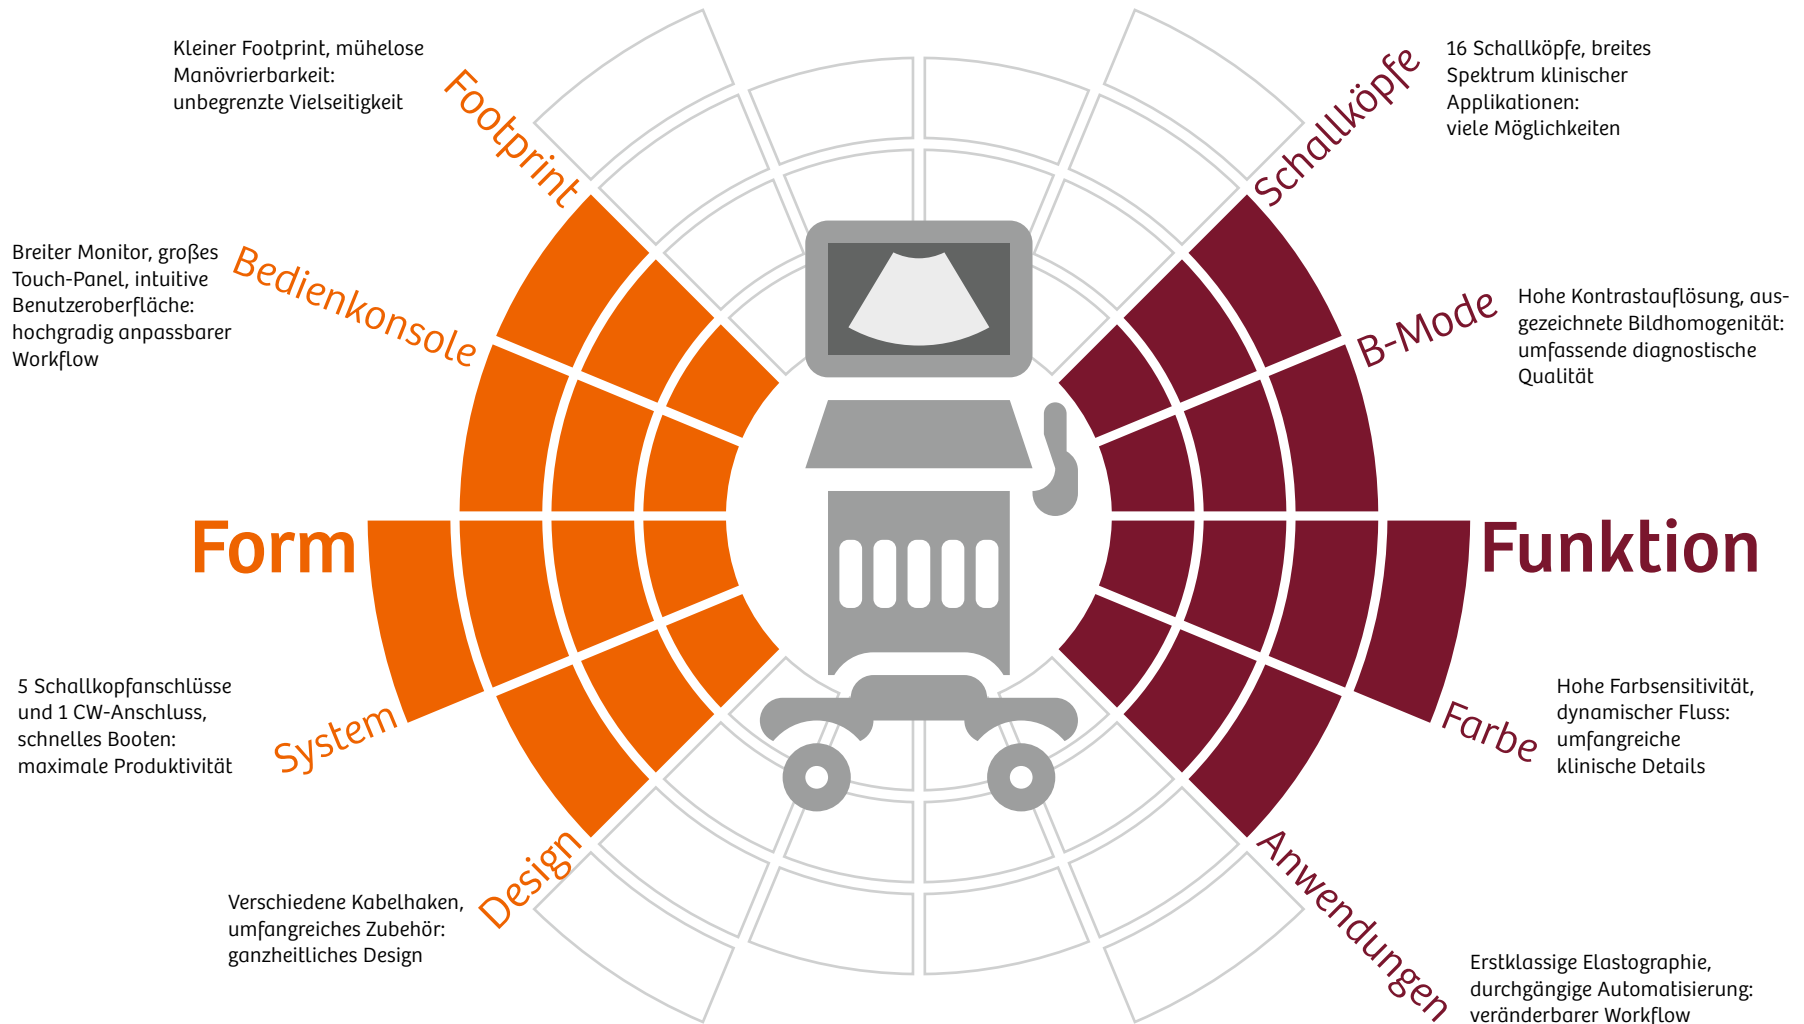 Kleiner Footprint, mühelose
Manövrierbarkeit:
unbegrenzte Vielseitigkeit
Footprint
Breiter Monitor, großes
Touch-Panel, intuitive
Benutzeroberfläche:
hochgradig anpassbarer
Workflow
Bedienkonsole
Form
5 Schallkopfanschlüsse
und 1 CW-Anschluss,
schnelles Booten:
maximale Produktivität
System
Verschiedene Kabelhaken,
umfangreiches Zubehör:
ganzheitliches Design
Design
Schallköpfe
16 Schallköpfe, breites
Spektrum klinischer
Applikationen:
viele Möglichkeiten
B-Mode
Hohe Kontrastauflösung, aus-
gezeichnete Bildhomogenität:
umfassende diagnostische
Qualität
Funktion
Farbe
Hohe Farbsensitivität,
dynamischer Fluss:
umfangreiche
klinische Details
Anwendungen
Erstklassige Elastographie,
durchgängige Automatisierung:
veränderbarer Workflow